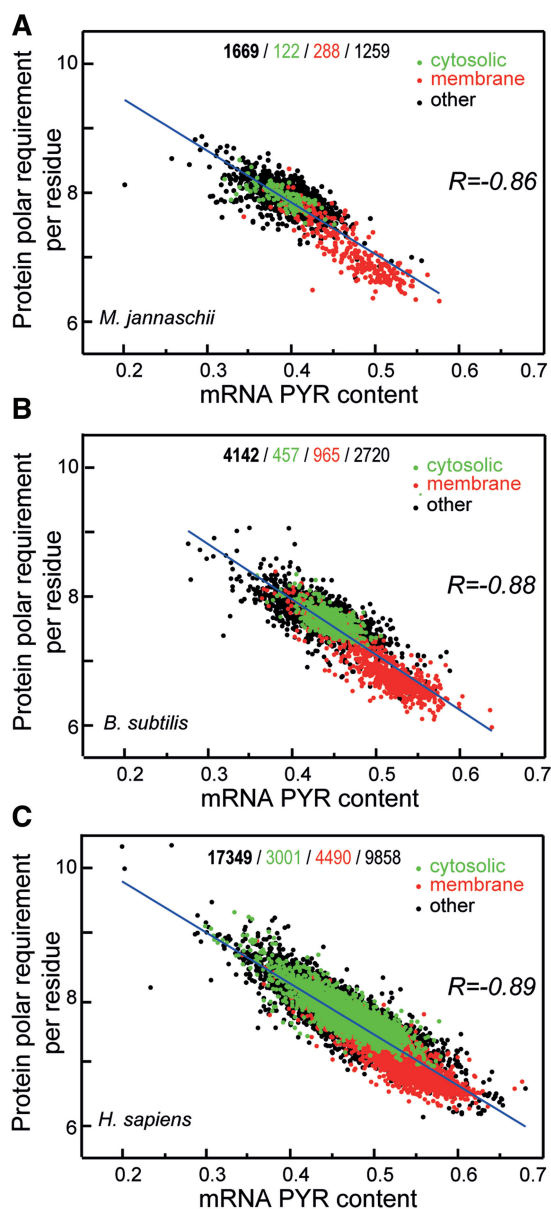 A
1669 / 122 / 288 / 1259
cytosolic
membrane
other
R=-0.86
Protein polar requirement
per residue
10
8
6
M. jannaschii
0.2 0.3 0.4 0.5 0.6 0.7
mRNA PYR content
B
4142 / 457 / 965 / 2720
cytosolic
membrane
other
R=-0.88
Protein polar requirement
per residue
10
8
6
B. subtilis
0.2 0.3 0.4 0.5 0.6 0.7
mRNA PYR content
C
17349 / 3001 / 4490 / 9858
cytosolic
membrane
other
R=-0.89
Protein polar requirement
per residue
10
8
6
H. sapiens
0.2 0.3 0.4 0.5 0.6 0.7
mRNA PYR content